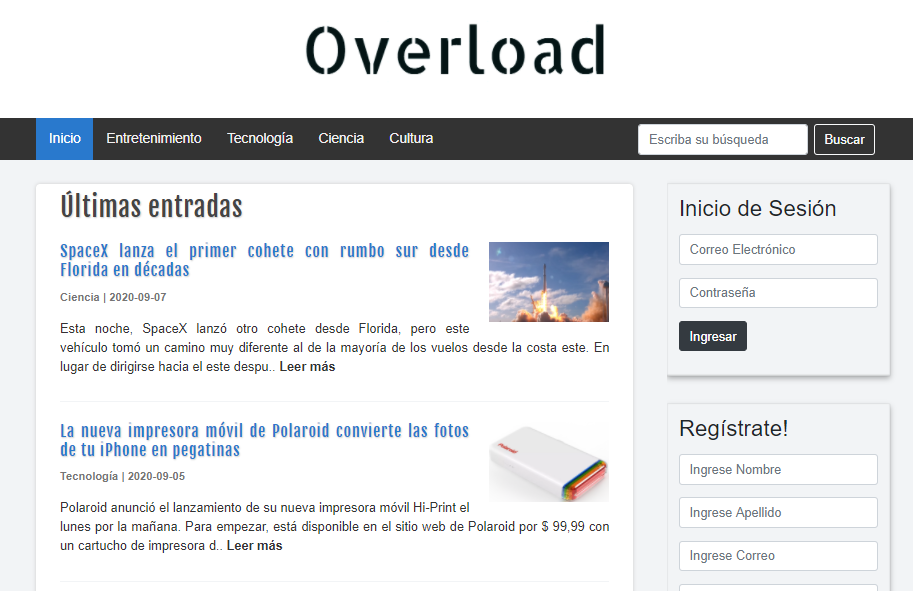 Overload
Inicio Entretenimiento Tecnología Ciencia Cultura Escriba su búsqueda Buscar
Últimas entradas
SpaceX lanza el primer cohete con rumbo sur desde
Florida en décadas
Ciencia | 2020-09-07
Esta noche, SpaceX lanzó otro cohete desde Florida, pero este
vehículo tomó un camino muy diferente al de la mayoría de los vuelos desde la costa este. En
lugar de dirigirse hacia el este despu.. Leer más
La nueva impresora móvil de Polaroid convierte las fotos
de tu iPhone en pegatinas
Tecnología | 2020-09-05
Polaroid anunció el lanzamiento de su nueva impresora móvil Hi-Print el
lunes por la mañana. Para empezar, está disponible en el sitio web de Polaroid por $ 99,99 con
un cartucho de impresora d.. Leer más
Inicio de Sesión
Correo Electrónico
Contraseña
Ingresar
Regístrate!
Ingrese Nombre
Ingrese Apellido
Ingrese Correo